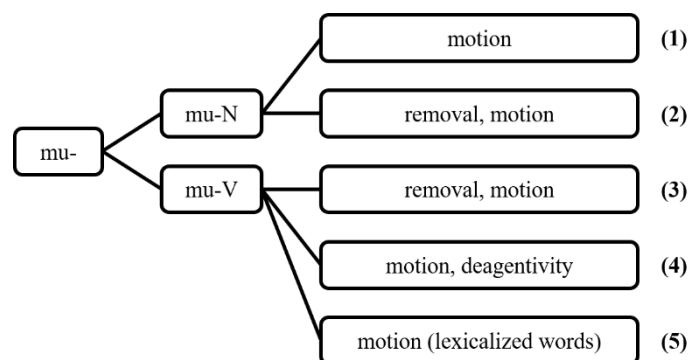 motion (1)
mu-N removal, motion (2)
mu-
mu-V removal, motion (3)
motion, deagentivity (4)
motion (lexicalized words) (5)